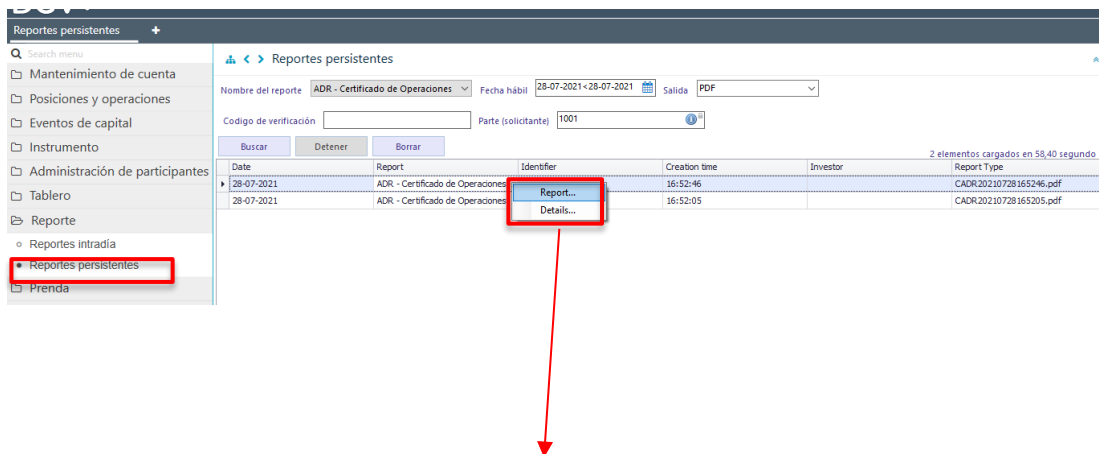 DCV
Reportes persistentes +
Search menu
Mantenimiento de cuenta
Posiciones y operaciones
Eventos de capital
Instrumento
Administración de participantes
Tablero
Reporte
Reportes intradía
Reportes persistentes
Prenda
Reportes persistentes
Nombre del reporte ADR - Certificado de Operaciones Fecha hábil 28-07-2021<28-07-2021 Salida PDF
Codigo de verificación Parte (solicitante) 1001
Buscar Detener Borrar
2 elementos cargados en 58,40 segundo
Date Report Identifier Creation time Investor Report Type
28-07-2021 ADR - Certificado de Operaciones 16:52:46 CADR20210728165246.pdf
28-07-2021 ADR - Certificado de Operaciones 16:52:05 CADR20210728165205.pdf
Report...
Details...